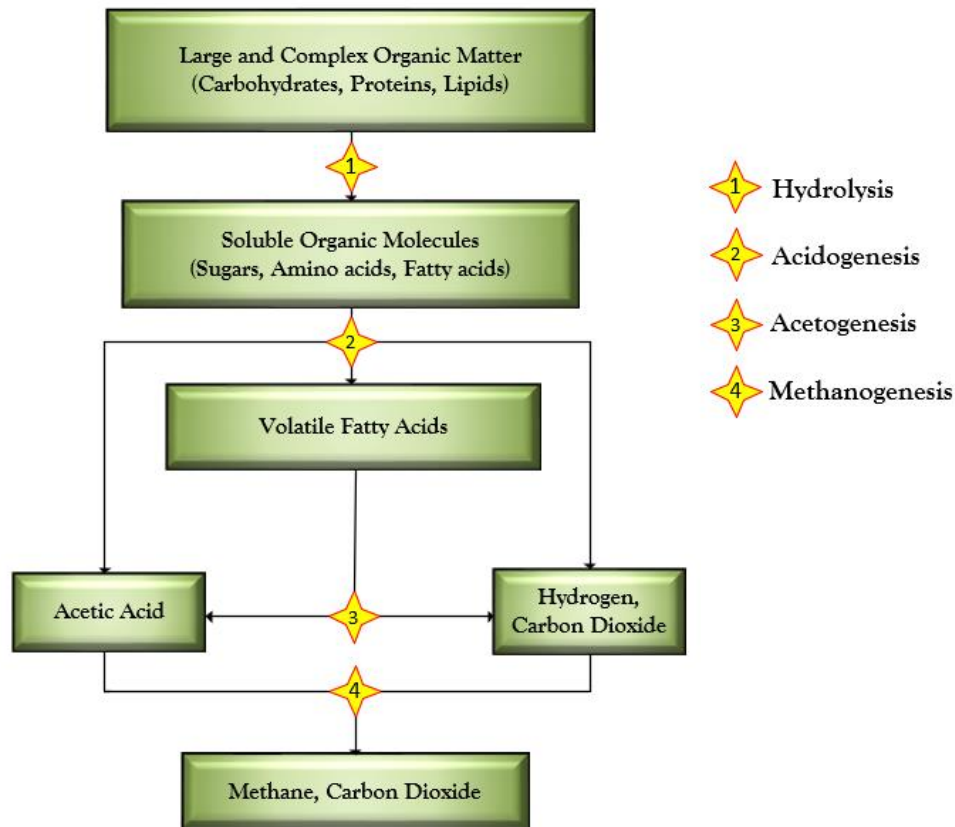 Large and Complex Organic Matter
(Carbohydrates, Proteins, Lipids)
1
Soluble Organic Molecules
(Sugars, Amino acids, Fatty acids)
2
Volatile Fatty Acids
Acetic Acid
3
Hydrogen,
Carbon Dioxide
4
Methane, Carbon Dioxide
1 Hydrolysis
2 Acidogenesis
3 Acetogenesis
4 Methanogenesis